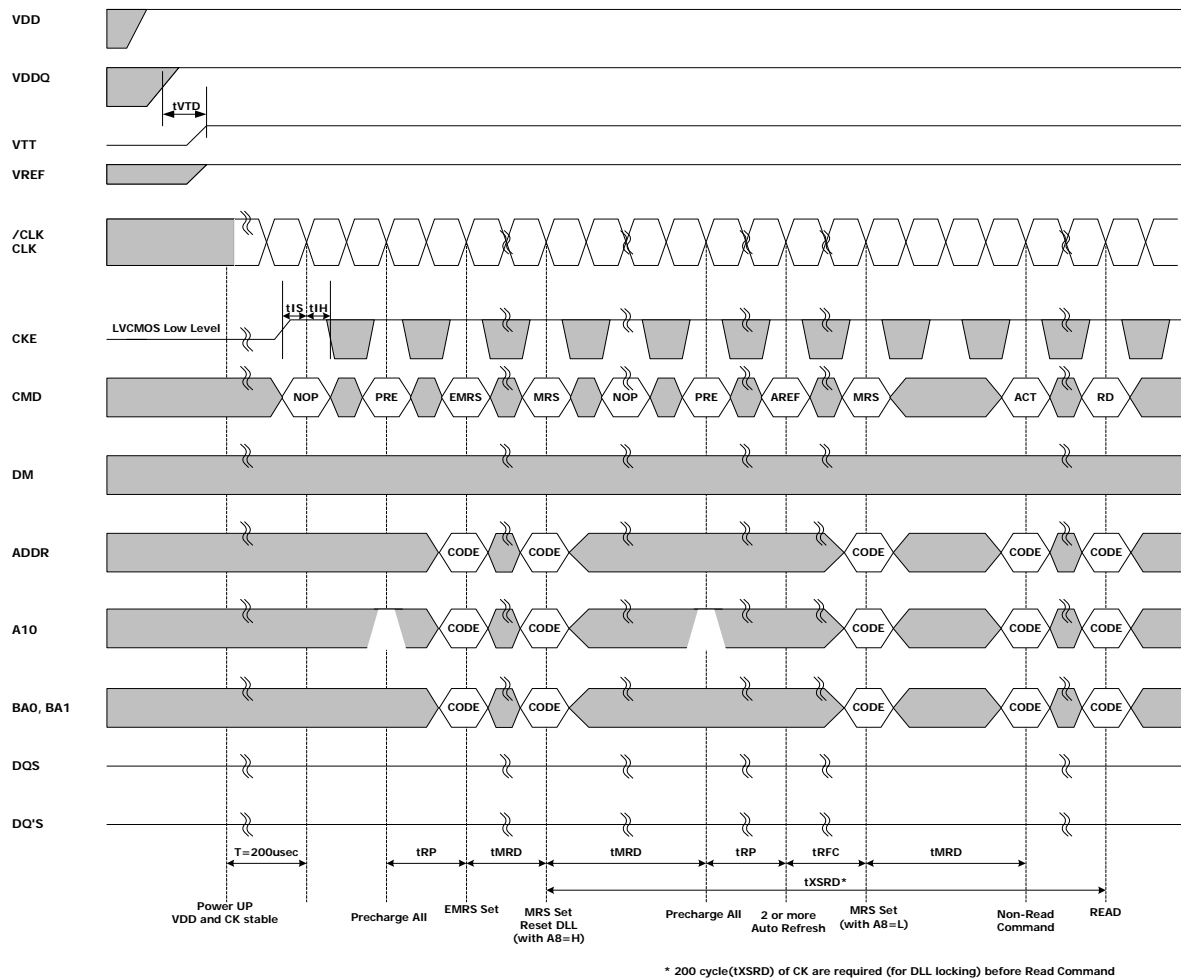 VDD
VDDQ
tVTD
VTT
VREF
/CLK
CLK
tIS tIH
LVCMOS Low Level
CKE
CMD NOP PRE EMRS MRS NOP PRE AREF MRS ACT RD
DM
ADDR CODE CODE CODE CODE CODE
A10 CODE CODE CODE CODE CODE
BA0, BA1 CODE CODE CODE CODE CODE
DQS
DQ'S
T=200usec tRP tMRD tMRD tRP tRFC tMRD
tXSRD*
Power UP
VDD and CK stable
Precharge All
EMRS Set
MRS Set
Reset DLL
(with A8=H)
Precharge All
2 or more
Auto Refresh
MRS Set
(with A8=L)
Non-Read
Command
READ
* 200 cycle(tXSRD) of CK are required (for DLL locking) before Read Command